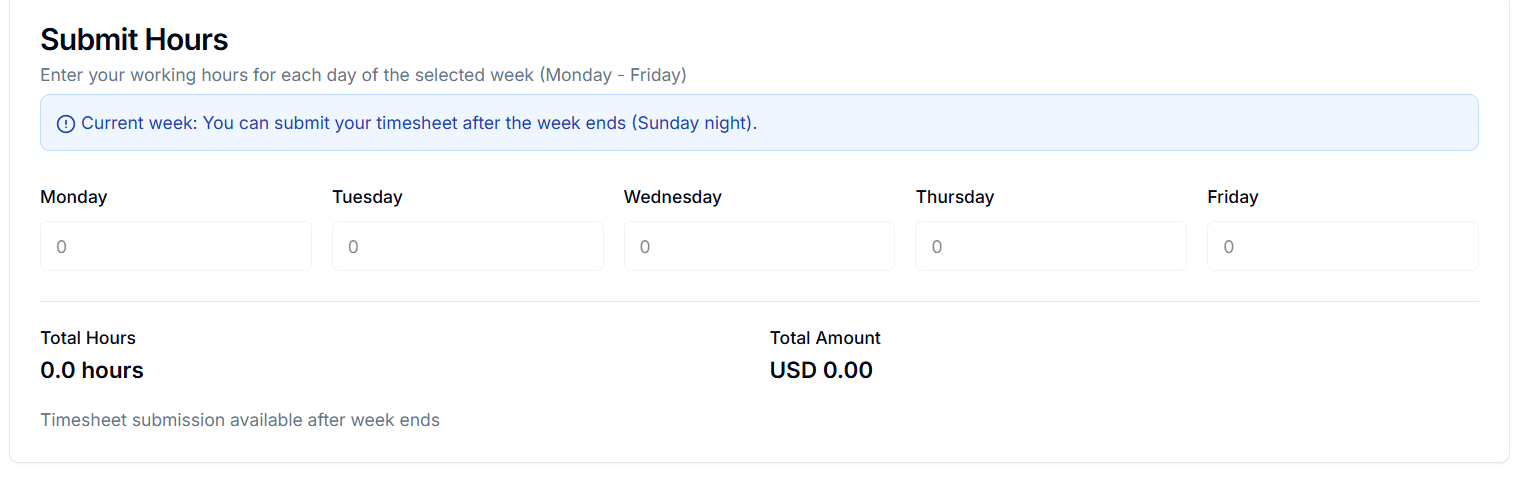 Submit Hours
Enter your working hours for each day of the selected week (Monday - Friday)
Current week: You can submit your timesheet after the week ends (Sunday night).
Monday Tuesday Wednesday Thursday Friday
0 0 0 0 0
Total Hours Total Amount
0.0 hours USD 0.00
Timesheet submission available after week ends